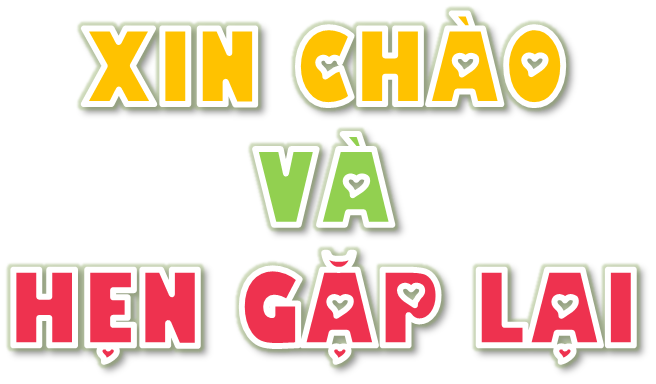 XIN CHÀO
VÀ
HẸN GẶP LẠI